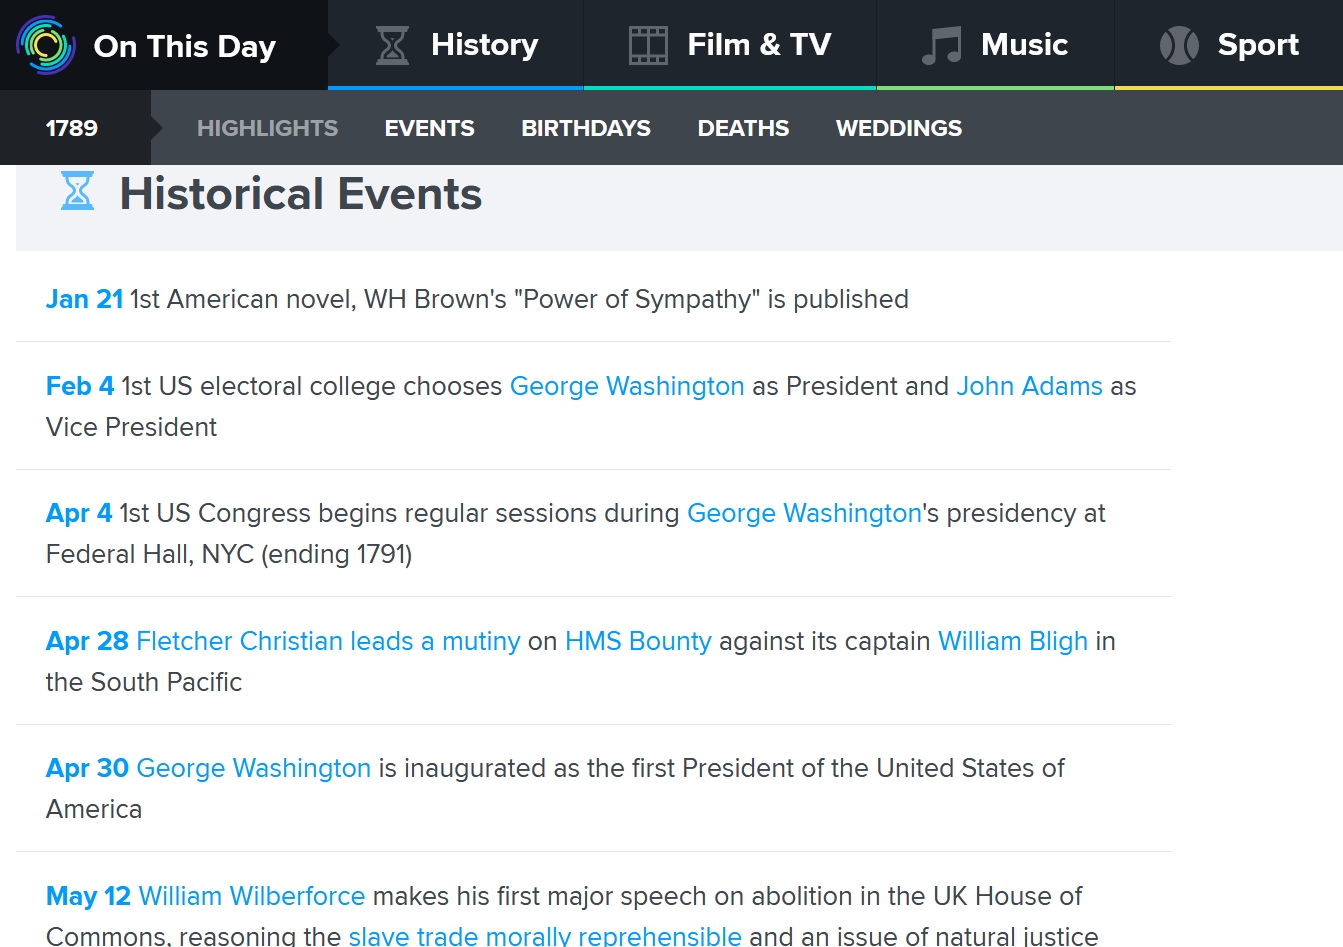 On This Day
History
Film & TV
Music
Sport
1789
HIGHLIGHTS
EVENTS
BIRTHDAYS
DEATHS
WEDDINGS
Historical Events
Jan 21 1st American novel, WH Brown's "Power of Sympathy" is published
Feb 4 1st US electoral college chooses George Washington as President and John Adams as
Vice President
Apr 4 1st US Congress begins regular sessions during George Washington's presidency at
Federal Hall, NYC (ending 1791)
Apr 28 Fletcher Christian leads a mutiny on HMS Bounty against its captain William Bligh in
the South Pacific
Apr 30 George Washington is inaugurated as the first President of the United States of
America
May 12 William Wilberforce makes his first major speech on abolition in the UK House of
Commons, reasoning the slave trade morally reprehensible and an issue of natural justice